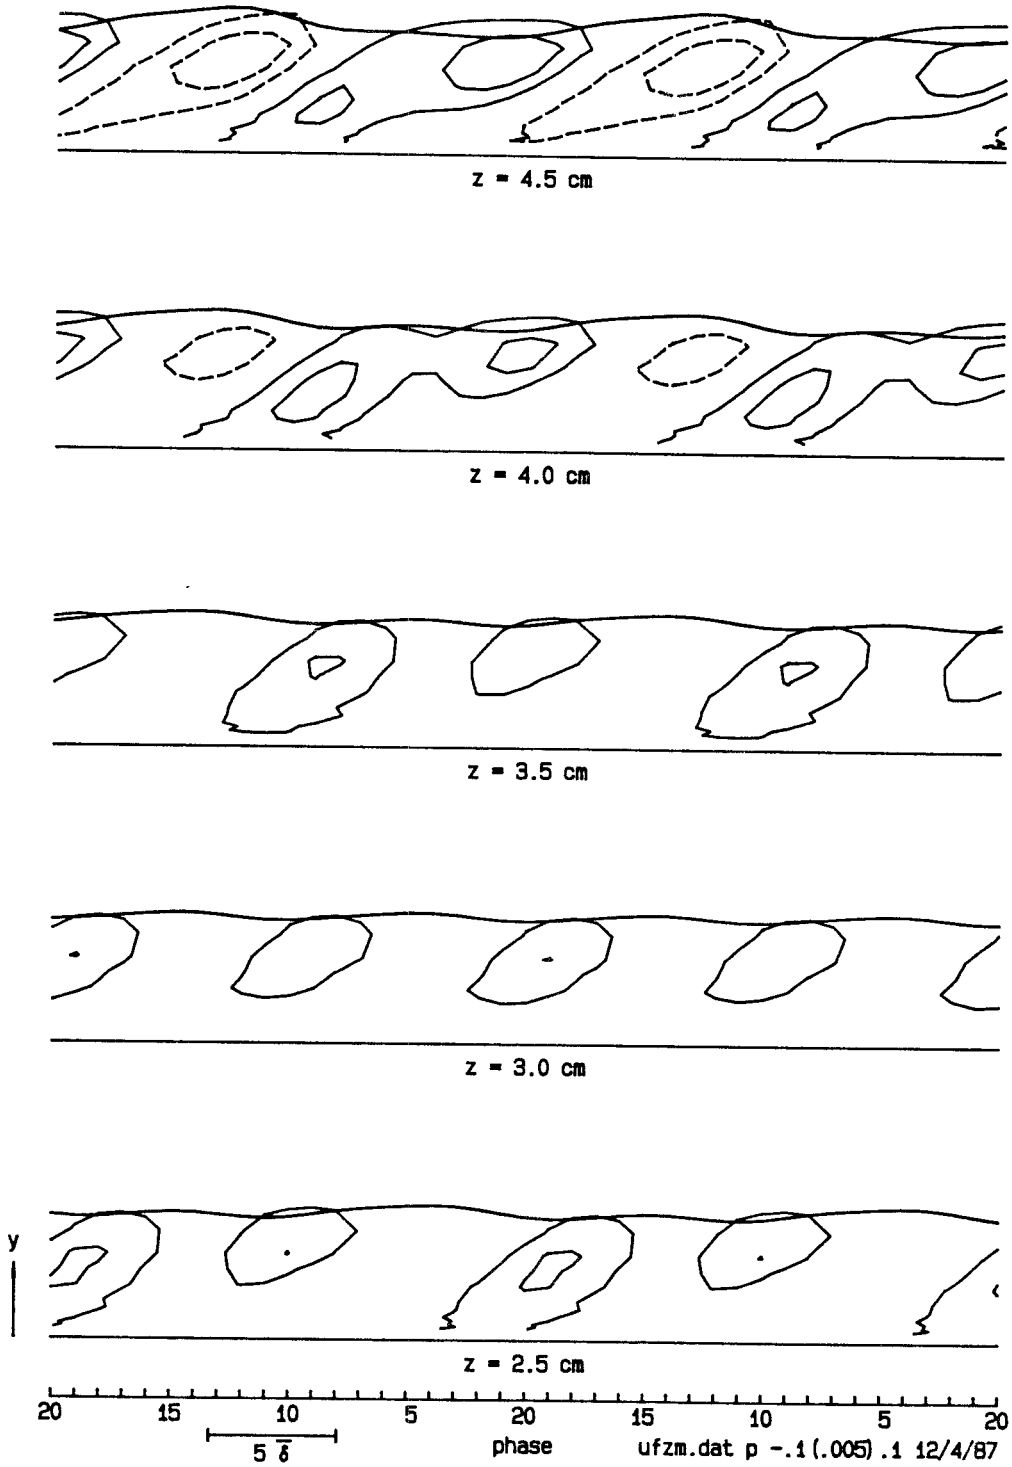 z = 4.5 cm
z = 4.0 cm
z = 3.5 cm
z = 3.0 cm
y
z = 2.5 cm
20 15 10 5 20 15 10 5 20
5 δ̅ phase ufzm.dat p -.1(.005).1 12/4/87